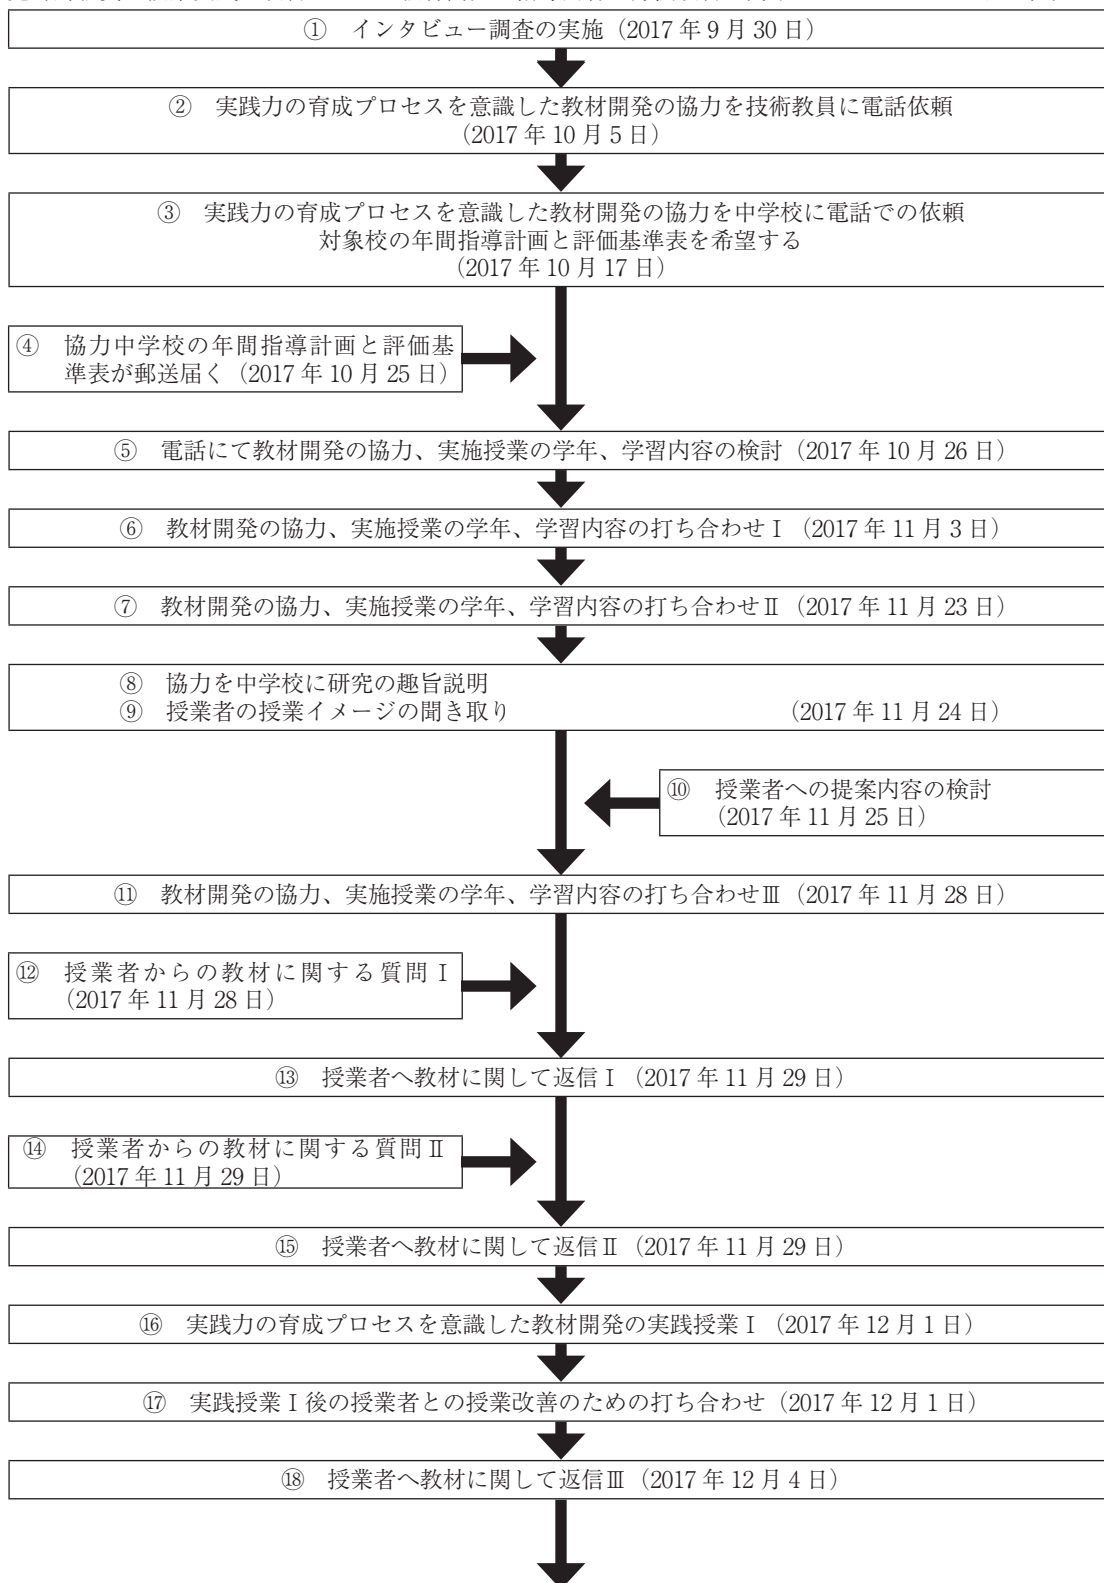 ① インタビュー調査の実施（2017 年 9 月 30 日）
② 実践力の育成プロセスを意識した教材開発の協力を技術教員に電話依頼
（2017 年 10 月 5 日）
③ 実践力の育成プロセスを意識した教材開発の協力を中学校に電話での依頼
対象校の年間指導計画と評価基準表を希望する
（2017 年 10 月 17 日）
④ 協力中学校の年間指導計画と評価基
準表が郵送届く（2017 年 10 月 25 日）
⑤ 電話にて教材開発の協力、実施授業の学年、学習内容の検討（2017 年 10 月 26 日）
⑥ 教材開発の協力、実施授業の学年、学習内容の打ち合わせⅠ（2017 年 11 月 3 日）
⑦ 教材開発の協力、実施授業の学年、学習内容の打ち合わせⅡ（2017 年 11 月 23 日）
⑧ 協力を中学校に研究の趣旨説明
⑨ 授業者の授業イメージの聞き取り （2017 年 11 月 24 日）
⑩ 授業者への提案内容の検討
（2017 年 11 月 25 日）
⑪ 教材開発の協力、実施授業の学年、学習内容の打ち合わせⅢ（2017 年 11 月 28 日）
⑫ 授業者からの教材に関する質問Ⅰ
（2017 年 11 月 28 日）
⑬ 授業者へ教材に関して返信Ⅰ（2017 年 11 月 29 日）
⑭ 授業者からの教材に関する質問Ⅱ
（2017 年 11 月 29 日）
⑮ 授業者へ教材に関して返信Ⅱ（2017 年 11 月 29 日）
⑯ 実践力の育成プロセスを意識した教材開発の実践授業Ⅰ（2017 年 12 月 1 日）
⑰ 実践授業Ⅰ後の授業者との授業改善のための打ち合わせ（2017 年 12 月 1 日）
⑱ 授業者へ教材に関して返信Ⅲ（2017 年 12 月 4 日）